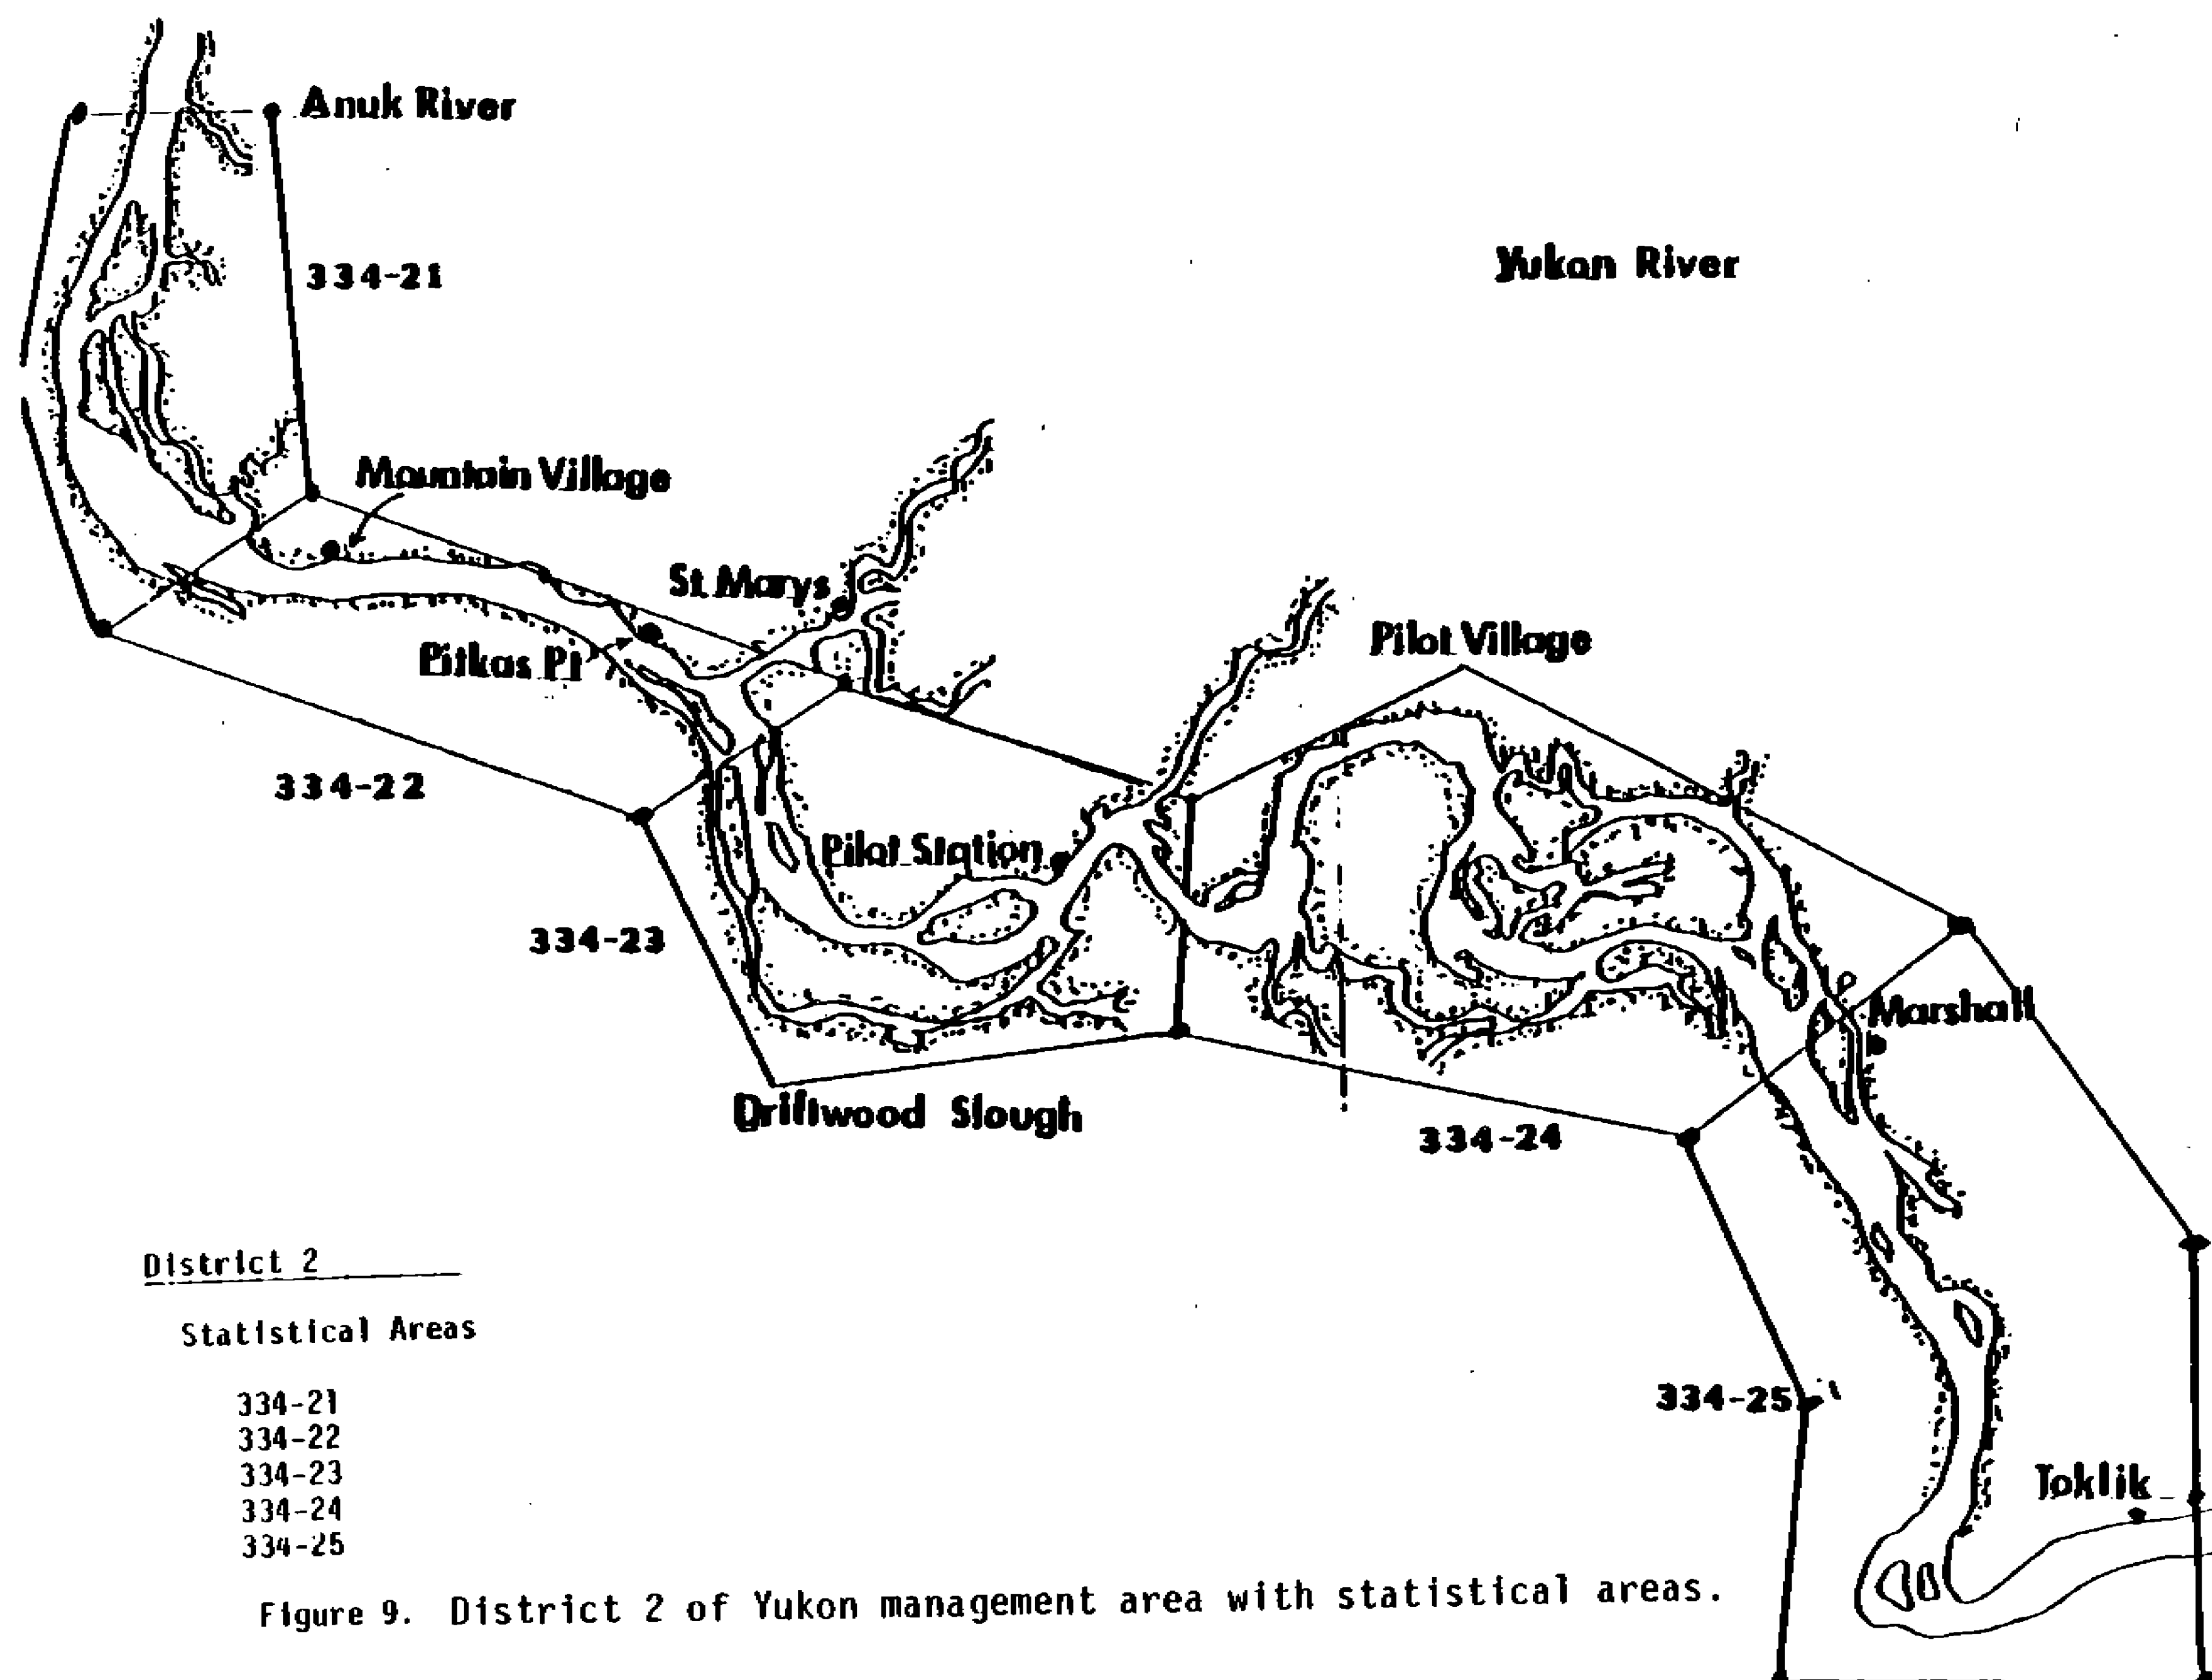 Anuk River
334-21
Yukon River
Mountain Village
St. Marys
Pitkas Pt
Pilot Village
334-22
Pilot Station
334-23
Marshall
Driftwood Slough
334-24
District 2
Statistical Areas
334-21
334-22
334-23
334-24
334-25
334-25
Toklik
Figure 9. District 2 of Yukon management area with statistical areas.